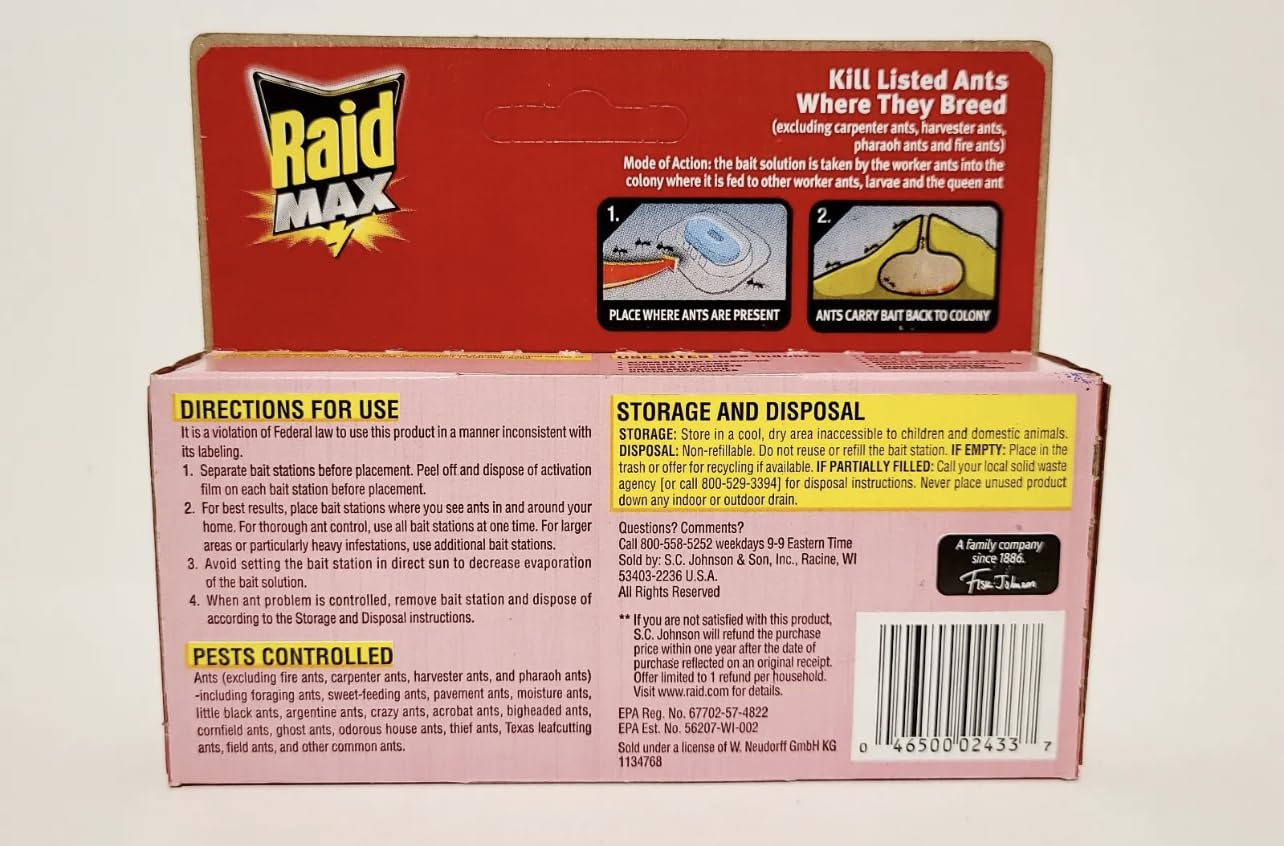 Raid
MAX
Kill Listed Ants
Where They Breed
(excluding carpenter ants, harvester ants,
pharaoh ants and fire ants)
Mode of Action: the bait solution is taken by the worker ants into the
colony where it is fed to other worker ants, larvae and the queen ant
1.
PLACE WHERE ANTS ARE PRESENT
2.
ANTS CARRY BAIT BACK TO COLONY
DIRECTIONS FOR USE
It is a violation of Federal law to use this product in a manner inconsistent with
its labeling.
1. Separate bait stations before placement. Peel off and dispose of activation
film on each bait station before placement.
2. For best results, place bait stations where you see ants in and around your
home. For thorough ant control, use all bait stations at one time. For larger
areas or particularly heavy infestations, use additional bait stations.
3. Avoid setting the bait station in direct sun to decrease evaporation
of the bait solution.
4. When ant problem is controlled, remove bait station and dispose of
according to the Storage and Disposal instructions.
PESTS CONTROLLED
Ants (excluding fire ants, carpenter ants, harvester ants, and pharaoh ants)
-including foraging ants, sweet-feeding ants, pavement ants, moisture ants,
little black ants, argentine ants, crazy ants, acrobat ants, bigheaded ants,
cornfield ants, ghost ants, odorous house ants, thief ants, Texas leafcutting
ants, field ants, and other common ants.
STORAGE AND DISPOSAL
STORAGE: Store in a cool, dry area inaccessible to children and domestic animals.
DISPOSAL: Non-refillable. Do not reuse or refill the bait station. IF EMPTY: Place in the
trash or offer for recycling if available. IF PARTIALLY FILLED: Call your local solid waste
agency [or call 800-529-3394] for disposal instructions. Never place unused product
down any indoor or outdoor drain.
Questions? Comments?
Call 800-558-5252 weekdays 9-9 Eastern Time
Sold by: S.C. Johnson & Son, Inc., Racine, WI
53403-2236 U.S.A.
All Rights Reserved
A family company
since 1886.
Fisk Johnson
** If you are not satisfied with this product,
S.C. Johnson will refund the purchase
price within one year after the date of
purchase reflected on an original receipt.
Offer limited to 1 refund per household.
Visit www.raid.com for details.
EPA Reg. No. 67702-57-4822
EPA Est. No. 56207-WI-002
Sold under a license of W. Neudorff GmbH KG
1134768
0 46500 02433 7